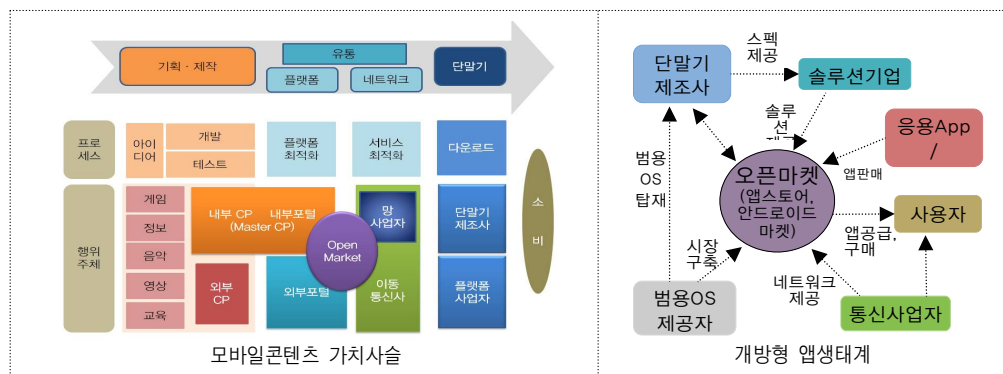 기획 · 제작
유통
플랫폼
네트워크
단말기
프로
세스
아이
디어
개발
테스트
플랫폼
최적화
서비스
최적화
다운로드
행위
주체
게임
정보
음악
영상
교육
내부 CP 내부포털
(Master CP)
외부
CP
Open
Market
외부포털
망
사업자
이동
통신사
단말기
제조사
플랫폼
사업자
소
비
모바일콘텐츠 가치사슬
단말기
제조사
스펙
제공
솔루션기업
솔루
션
응용App
/
앱판매
범용
OS
탑재
오픈마켓
(앱스토어,
안드로이드
마켓)
사용자
앱공급,
구매
시장
구축
네트워크
제공
범용OS
제공자
통신사업자
개방형 앱생태계